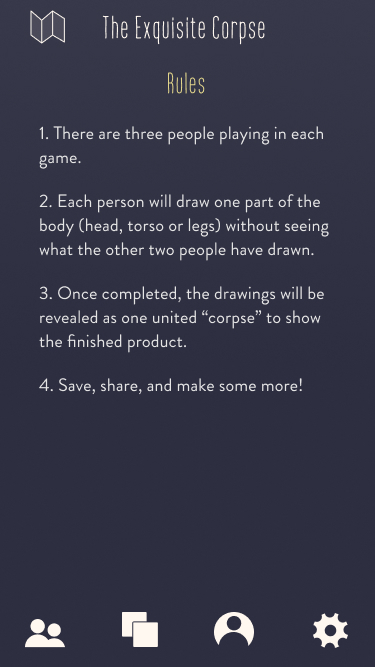 The Exquisite Corpse
Rules
1. There are three people playing in each
game.
2. Each person will draw one part of the
body (head, torso or legs) without seeing
what the other two people have drawn.
3. Once completed, the drawings will be
revealed as one united “corpse” to show
the finished product.
4. Save, share, and make some more!